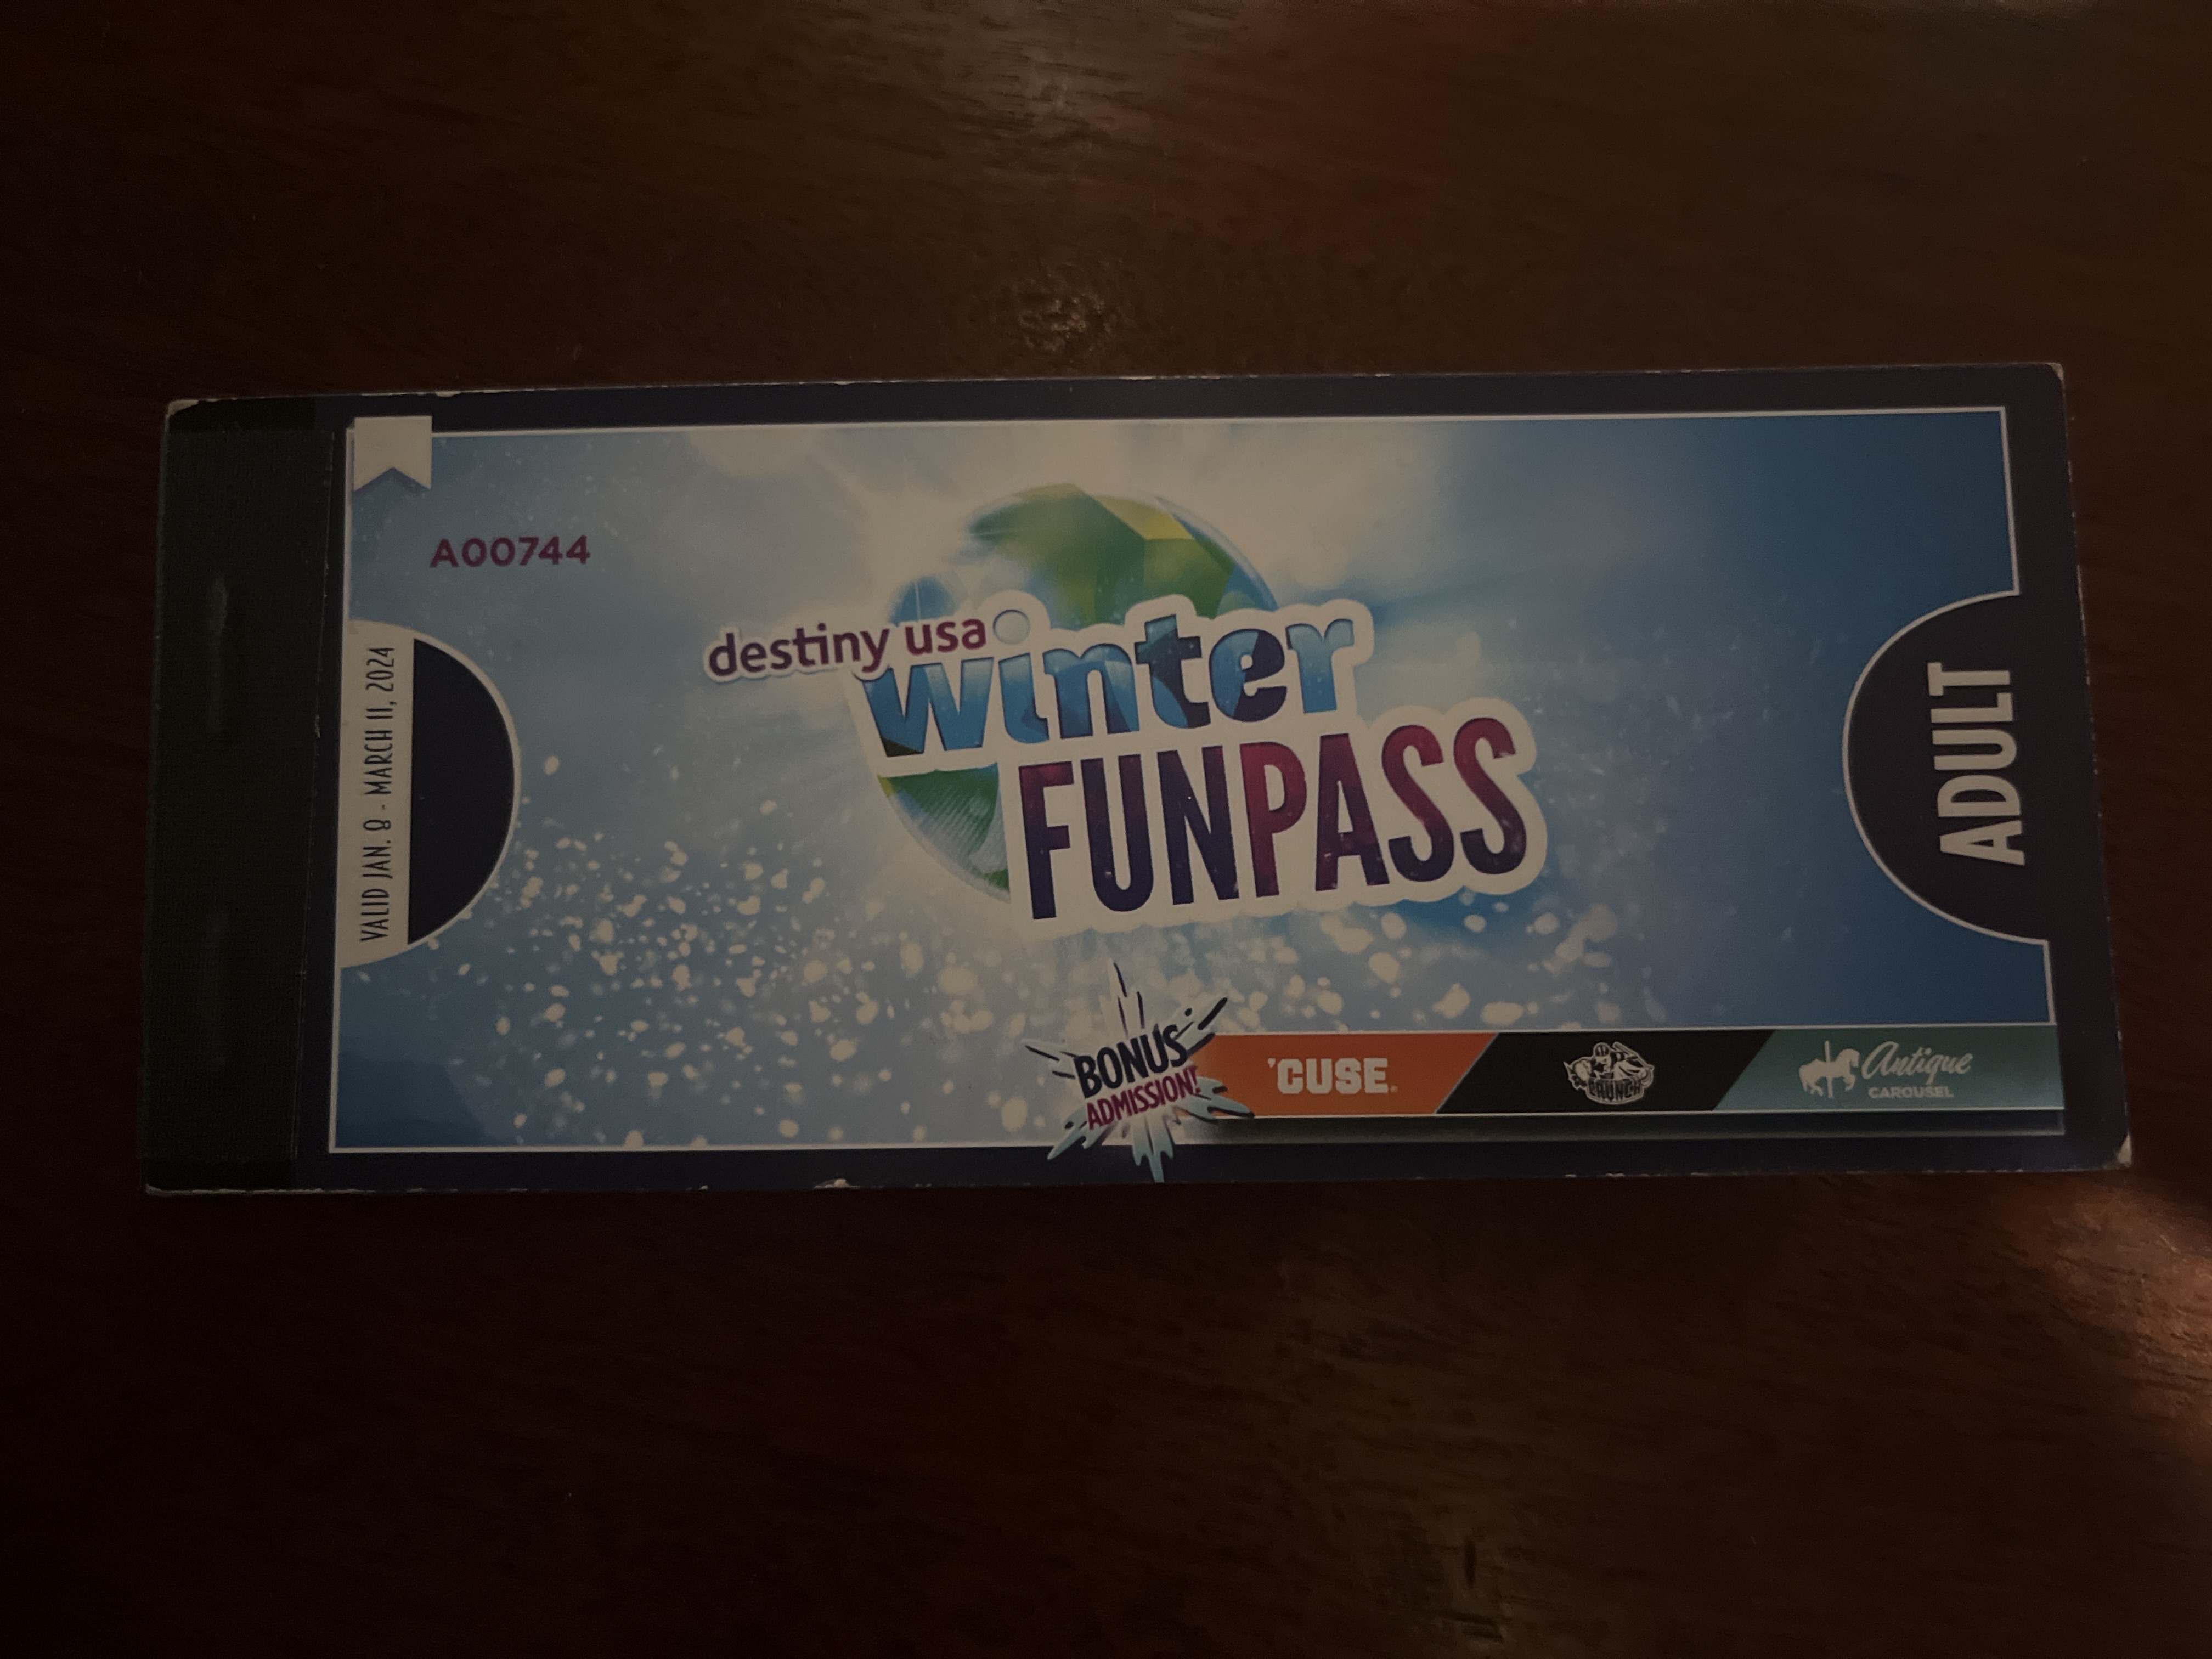 A00744
VALID JAN. 8 - MARCH 11, 2024
destiny usa
winter
FUNPASS
ADULT
BONUS
ADMISSION!
'CUSE
CRUNCH
Antique
CAROUSEL